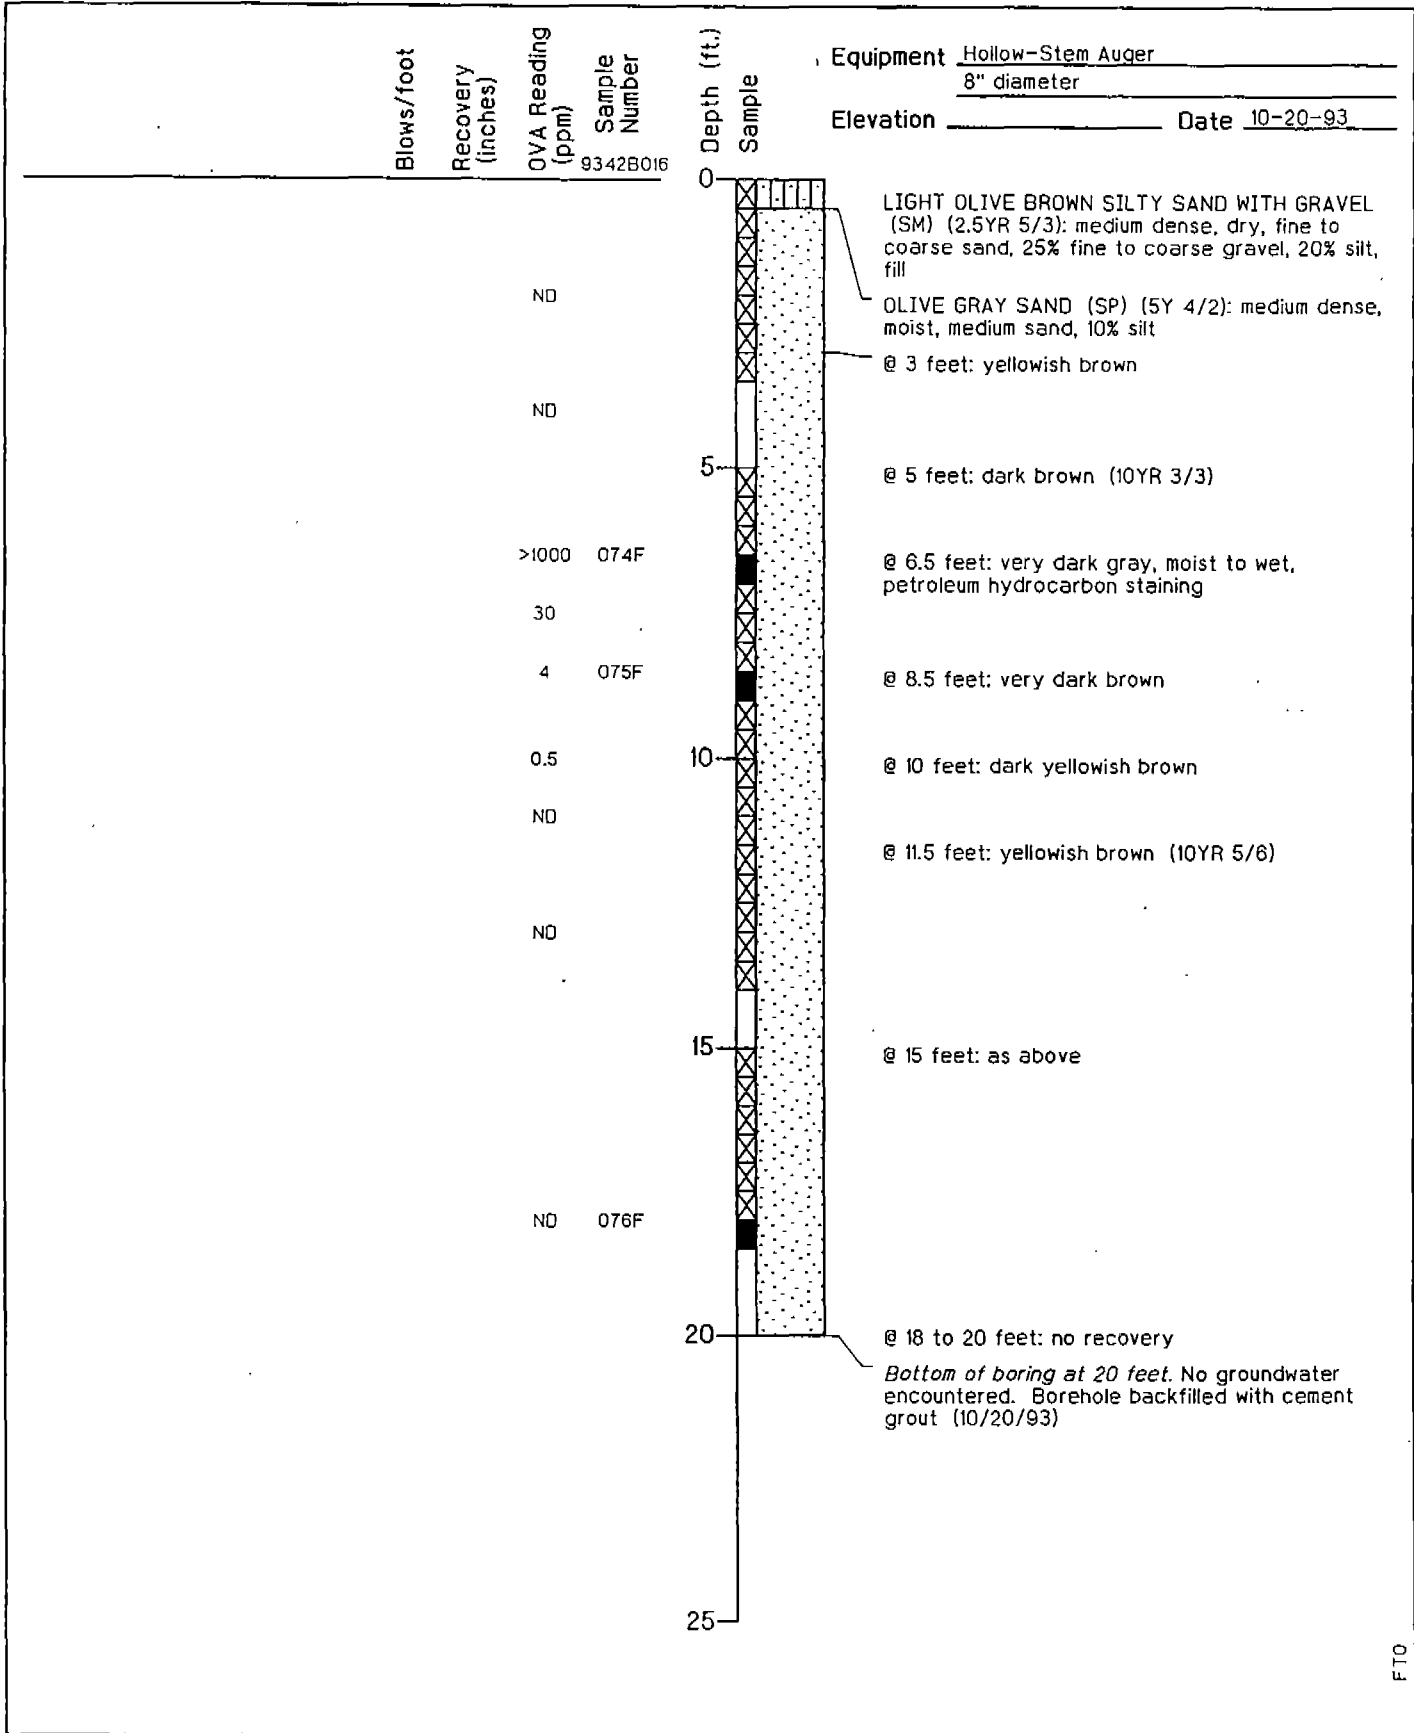 Blows/foot
Recovery
(inches)
OVA Reading
(ppm)
Sample
Number
9342B016
Depth (ft.)
Sample
Equipment Hollow-Stem Auger
8" diameter
Elevation Date 10-20-93
0
LIGHT OLIVE BROWN SILTY SAND WITH GRAVEL
(SM) (2.5YR 5/3): medium dense, dry, fine to
coarse sand, 25% fine to coarse gravel, 20% silt,
fill
ND
OLIVE GRAY SAND (SP) (5Y 4/2): medium dense,
moist, medium sand, 10% silt
@ 3 feet: yellowish brown
ND
5
@ 5 feet: dark brown (10YR 3/3)
>1000 074F
@ 6.5 feet: very dark gray, moist to wet,
petroleum hydrocarbon staining
30
4 075F
@ 8.5 feet: very dark brown
0.5
10
@ 10 feet: dark yellowish brown
ND
@ 11.5 feet: yellowish brown (10YR 5/6)
ND
15
@ 15 feet: as above
ND 076F
20
@ 18 to 20 feet: no recovery
Bottom of boring at 20 feet. No groundwater
encountered. Borehole backfilled with cement
grout (10/20/93)
25
FTO